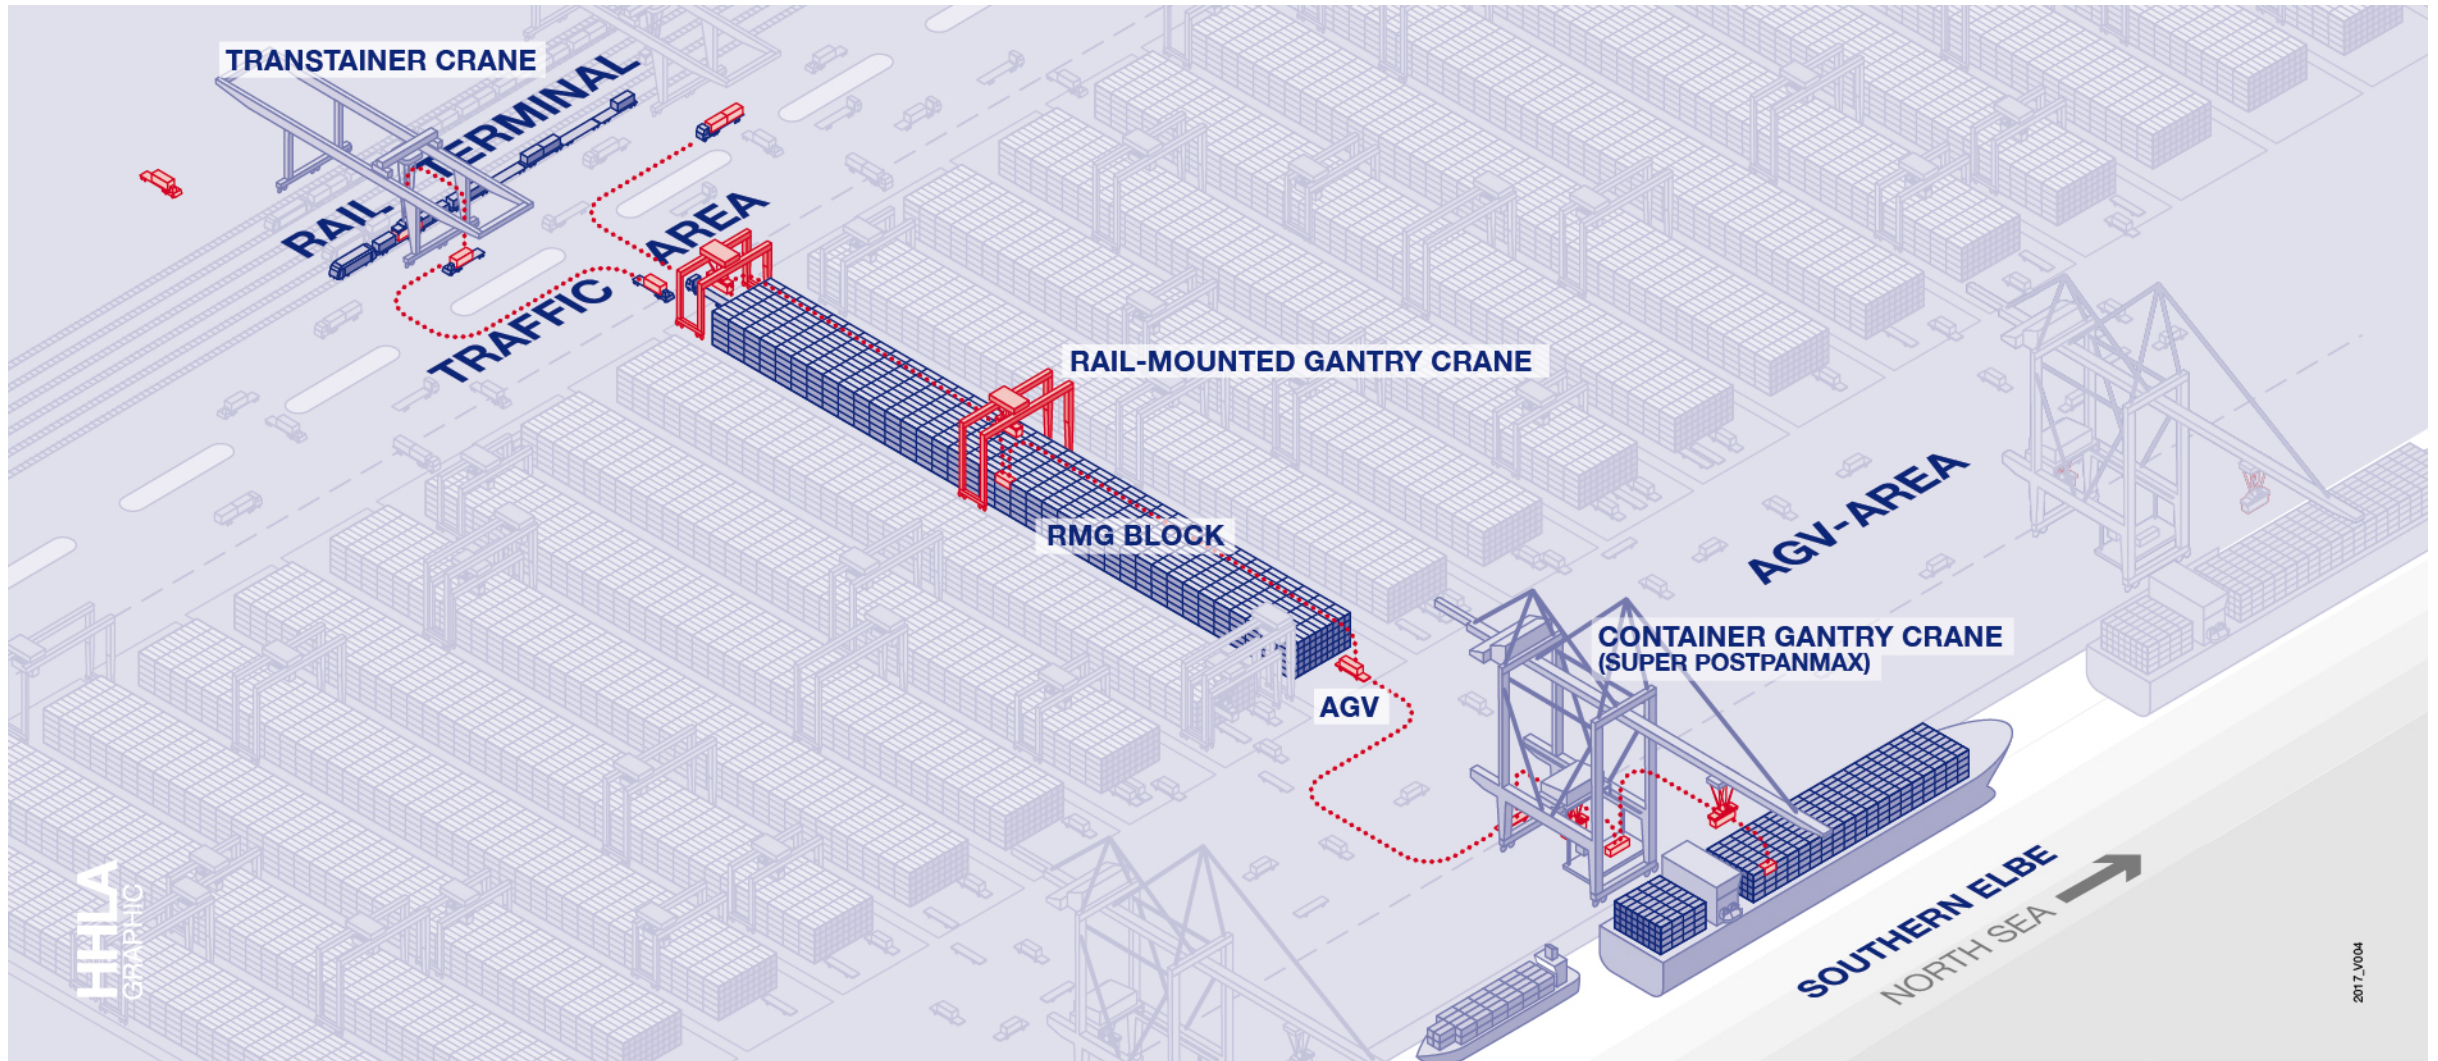 TRANSTAINER CRANE
RAIL TERMINAL
TRAFFIC AREA
RAIL-MOUNTED GANTRY CRANE
RMG BLOCK
AGV-AREA
CONTAINER GANTRY CRANE
(SUPER POSTPANMAX)
AGV
SOUTHERN ELBE
NORTH SEA
HHLA
GRAPHIC
2017_V004